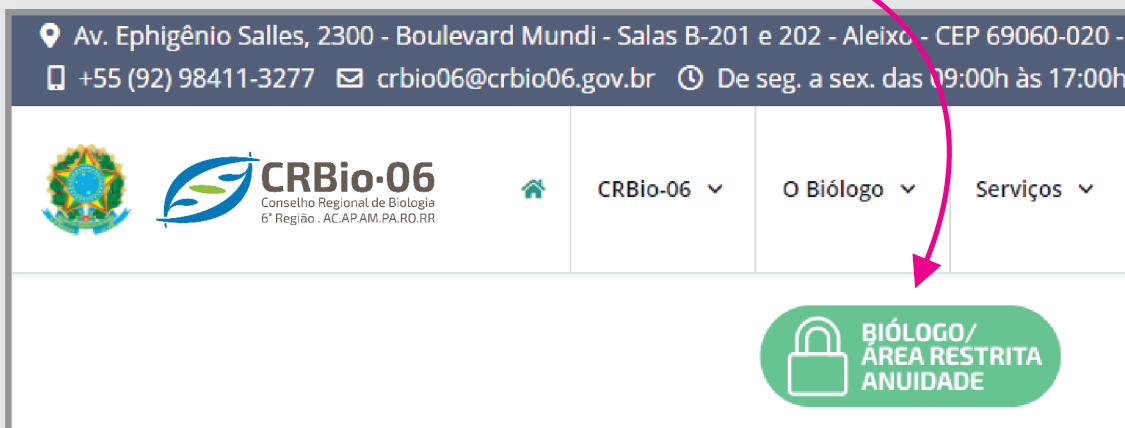 Av. Ephigênio Salles, 2300 - Boulevard Mundi - Salas B-201 e 202 - Aleixo - CEP 69060-020 -
+55 (92) 98411-3277 crbio06@crbio06.gov.br De seg. a sex. das 09:00h às 17:00h
CRBio·06
Conselho Regional de Biologia
6ª Região . AC.AP.AM.PA.RO.RR
CRBio-06 O Biólogo Serviços
BIÓLOGO/
ÁREA RESTRITA
ANUIDADE